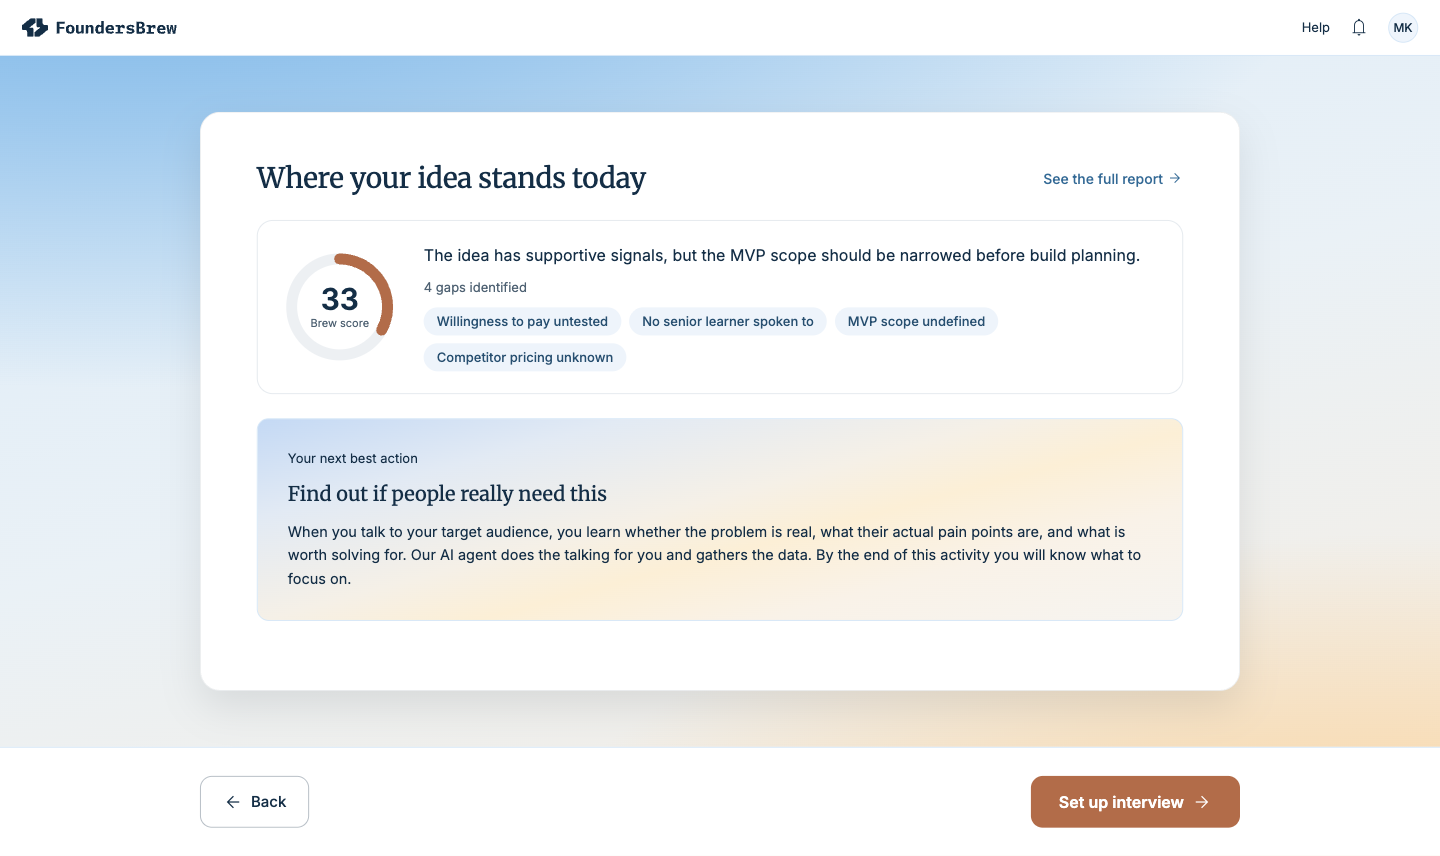 FoundersBrew
Help
MK
Where your idea stands today
See the full report →
33
Brew score
The idea has supportive signals, but the MVP scope should be narrowed before build planning.
4 gaps identified
Willingness to pay untested
No senior learner spoken to
MVP scope undefined
Competitor pricing unknown
Your next best action
Find out if people really need this
When you talk to your target audience, you learn whether the problem is real, what their actual pain points are, and what is
worth solving for. Our AI agent does the talking for you and gathers the data. By the end of this activity you will know what to
focus on.
← Back
Set up interview →